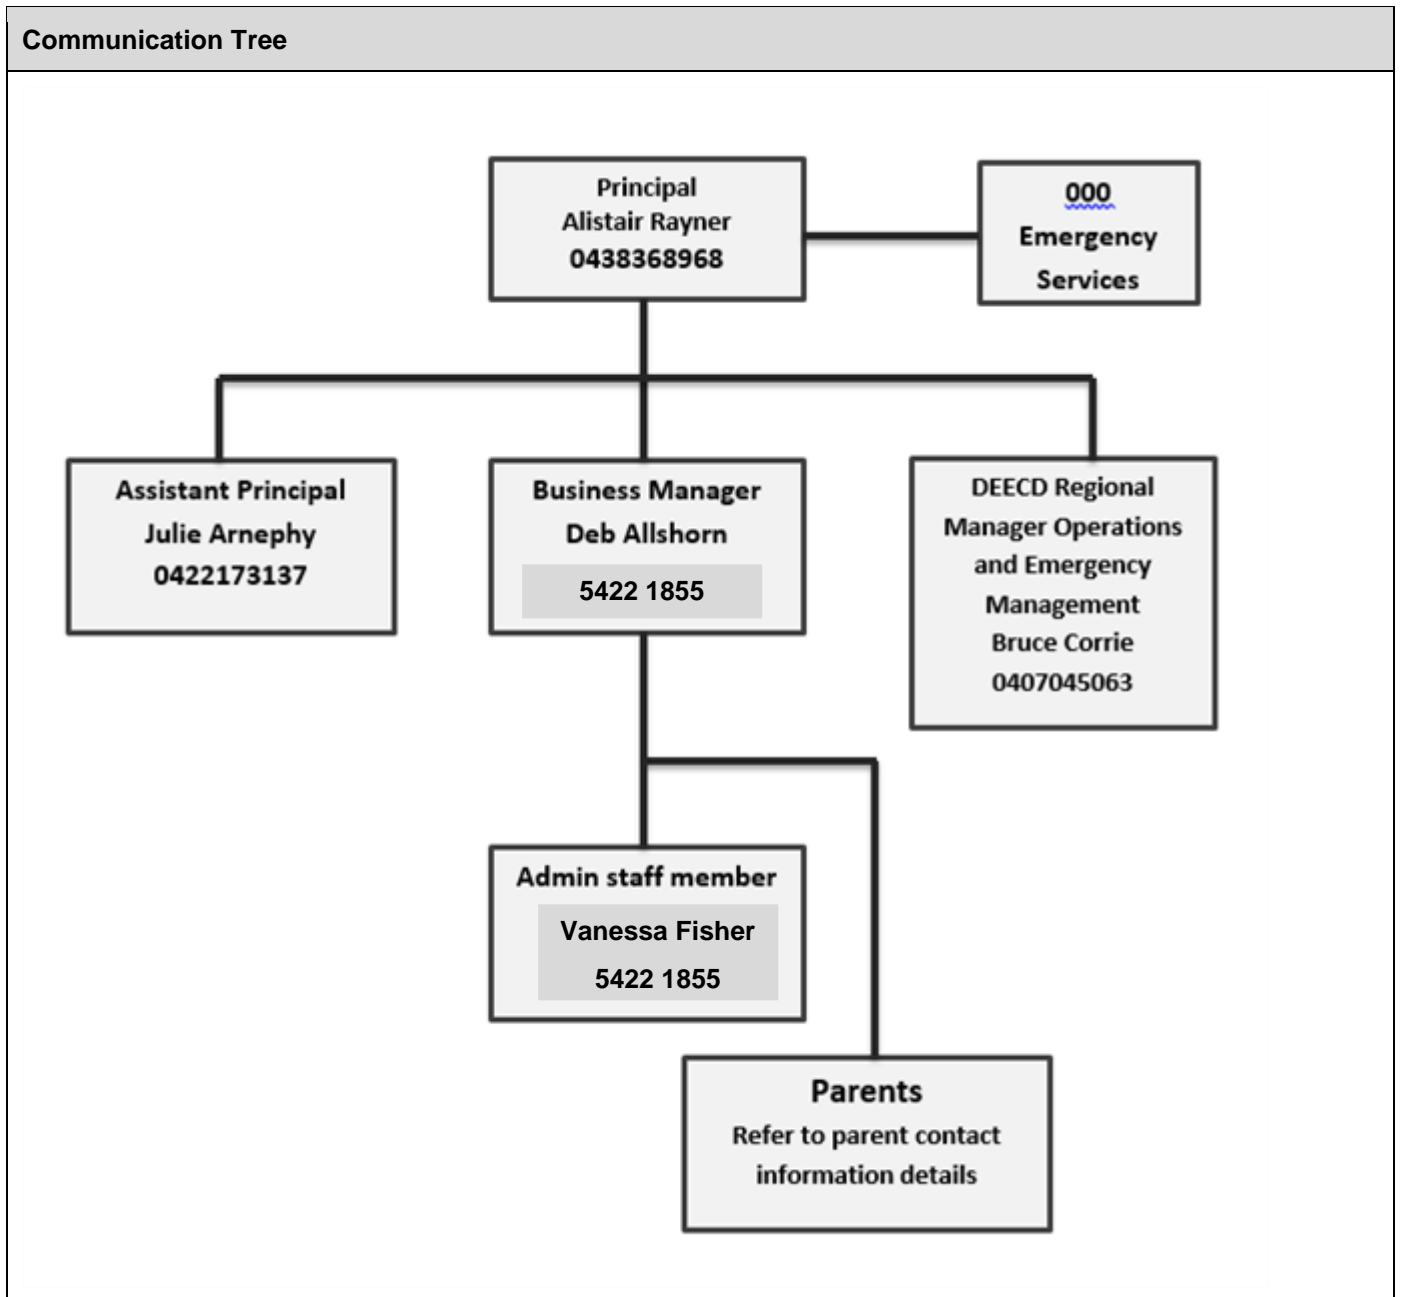 Communication Tree
Principal
Alistair Rayner
0438368968
000
Emergency
Services
Assistant Principal
Julie Arnephy
0422173137
Business Manager
Deb Allshorn
5422 1855
DEECD Regional
Manager Operations
and Emergency
Management
Bruce Corrie
0407045063
Admin staff member
Vanessa Fisher
5422 1855
Parents
Refer to parent contact
information details